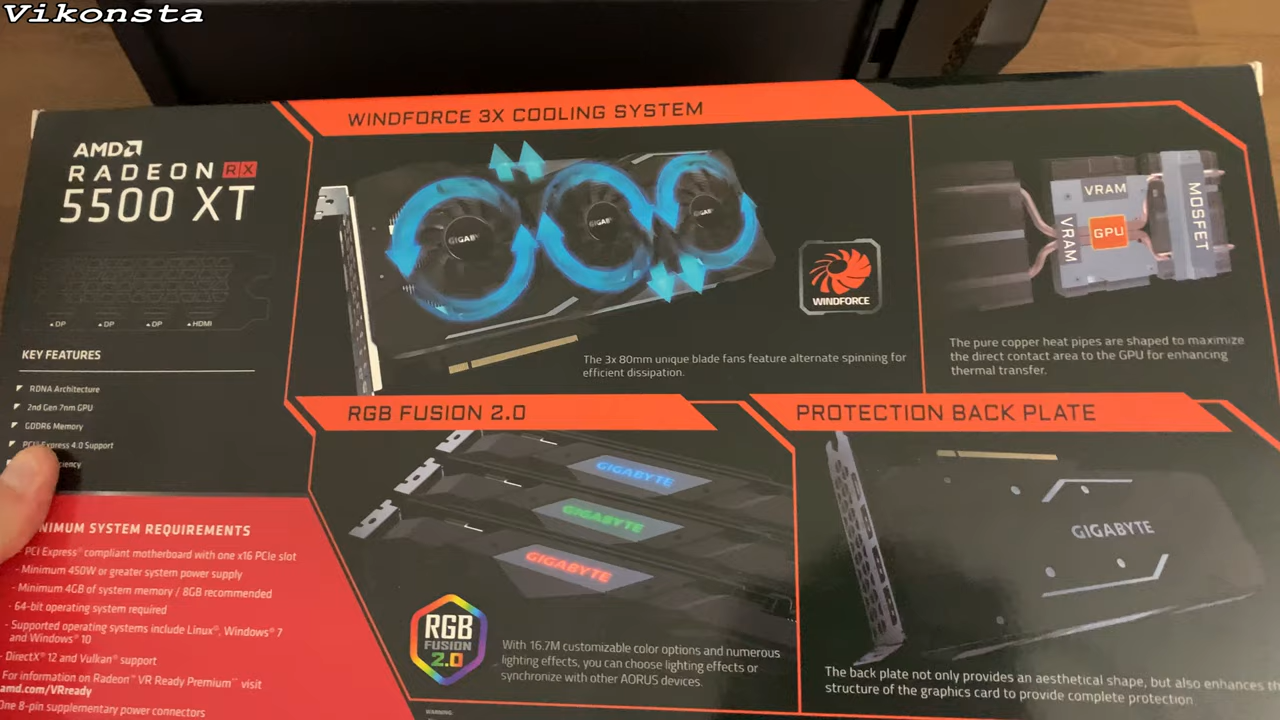 Vikonsta
AMD
RADEON RX
5500 XT
DP
DP
DP
HDMI
KEY FEATURES
RDNA Architecture
2nd Gen 7nm GPU
GDDR6 Memory
PCI Express 4.0 Support
NIMUM SYSTEM REQUIREMENTS
- PCI Express® compliant motherboard with one x16 PCIe slot
- Minimum 450W or greater system power supply
- Minimum 4GB of system memory / 8GB recommended
- 64-bit operating system required
- Supported operating systems include Linux®, Windows® 7
and Windows® 10
- DirectX® 12 and Vulkan® support
For information on Radeon™ VR Ready Premium** visit
amd.com/VRready
One 8-pin supplementary power connectors
WINDFORCE 3X COOLING SYSTEM
GIGABY
GIGAB
GIGAB
WINDFORCE
The 3x 80mm unique blade fans feature alternate spinning for
efficient dissipation.
VRAM
VRAM
GPU
MOSFET
The pure copper heat pipes are shaped to maximize
the direct contact area to the GPU for enhancing
thermal transfer.
RGB FUSION 2.0
GIGABYTE
GIGABYTE
GIGABYTE
RGB
FUSION
2.0
With 16.7M customizable color options and numerous
lighting effects, you can choose lighting effects or
synchronize with other AORUS devices.
PROTECTION BACK PLATE
GIGABYTE
The back plate not only provides an aesthetical shape, but also enhances th
structure of the graphics card to provide complete protection.